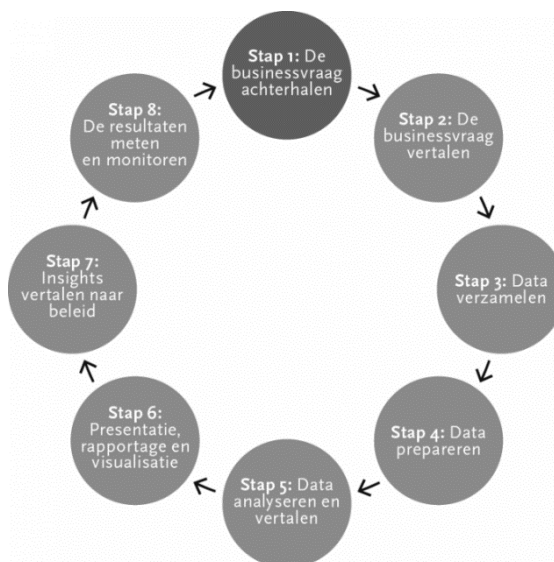 Stap 1: De
businessvraag
achterhalen
Stap 2: De
businessvraag
vertalen
Stap 3: Data
verzamelen
Stap 4: Data
prepareren
Stap 5: Data
analyseren en
vertalen
Stap 6:
Presentatie,
rapportage en
visualisatie
Stap 7:
Insights
vertalen naar
beleid
Stap 8:
De resultaten
meten
en monitoren